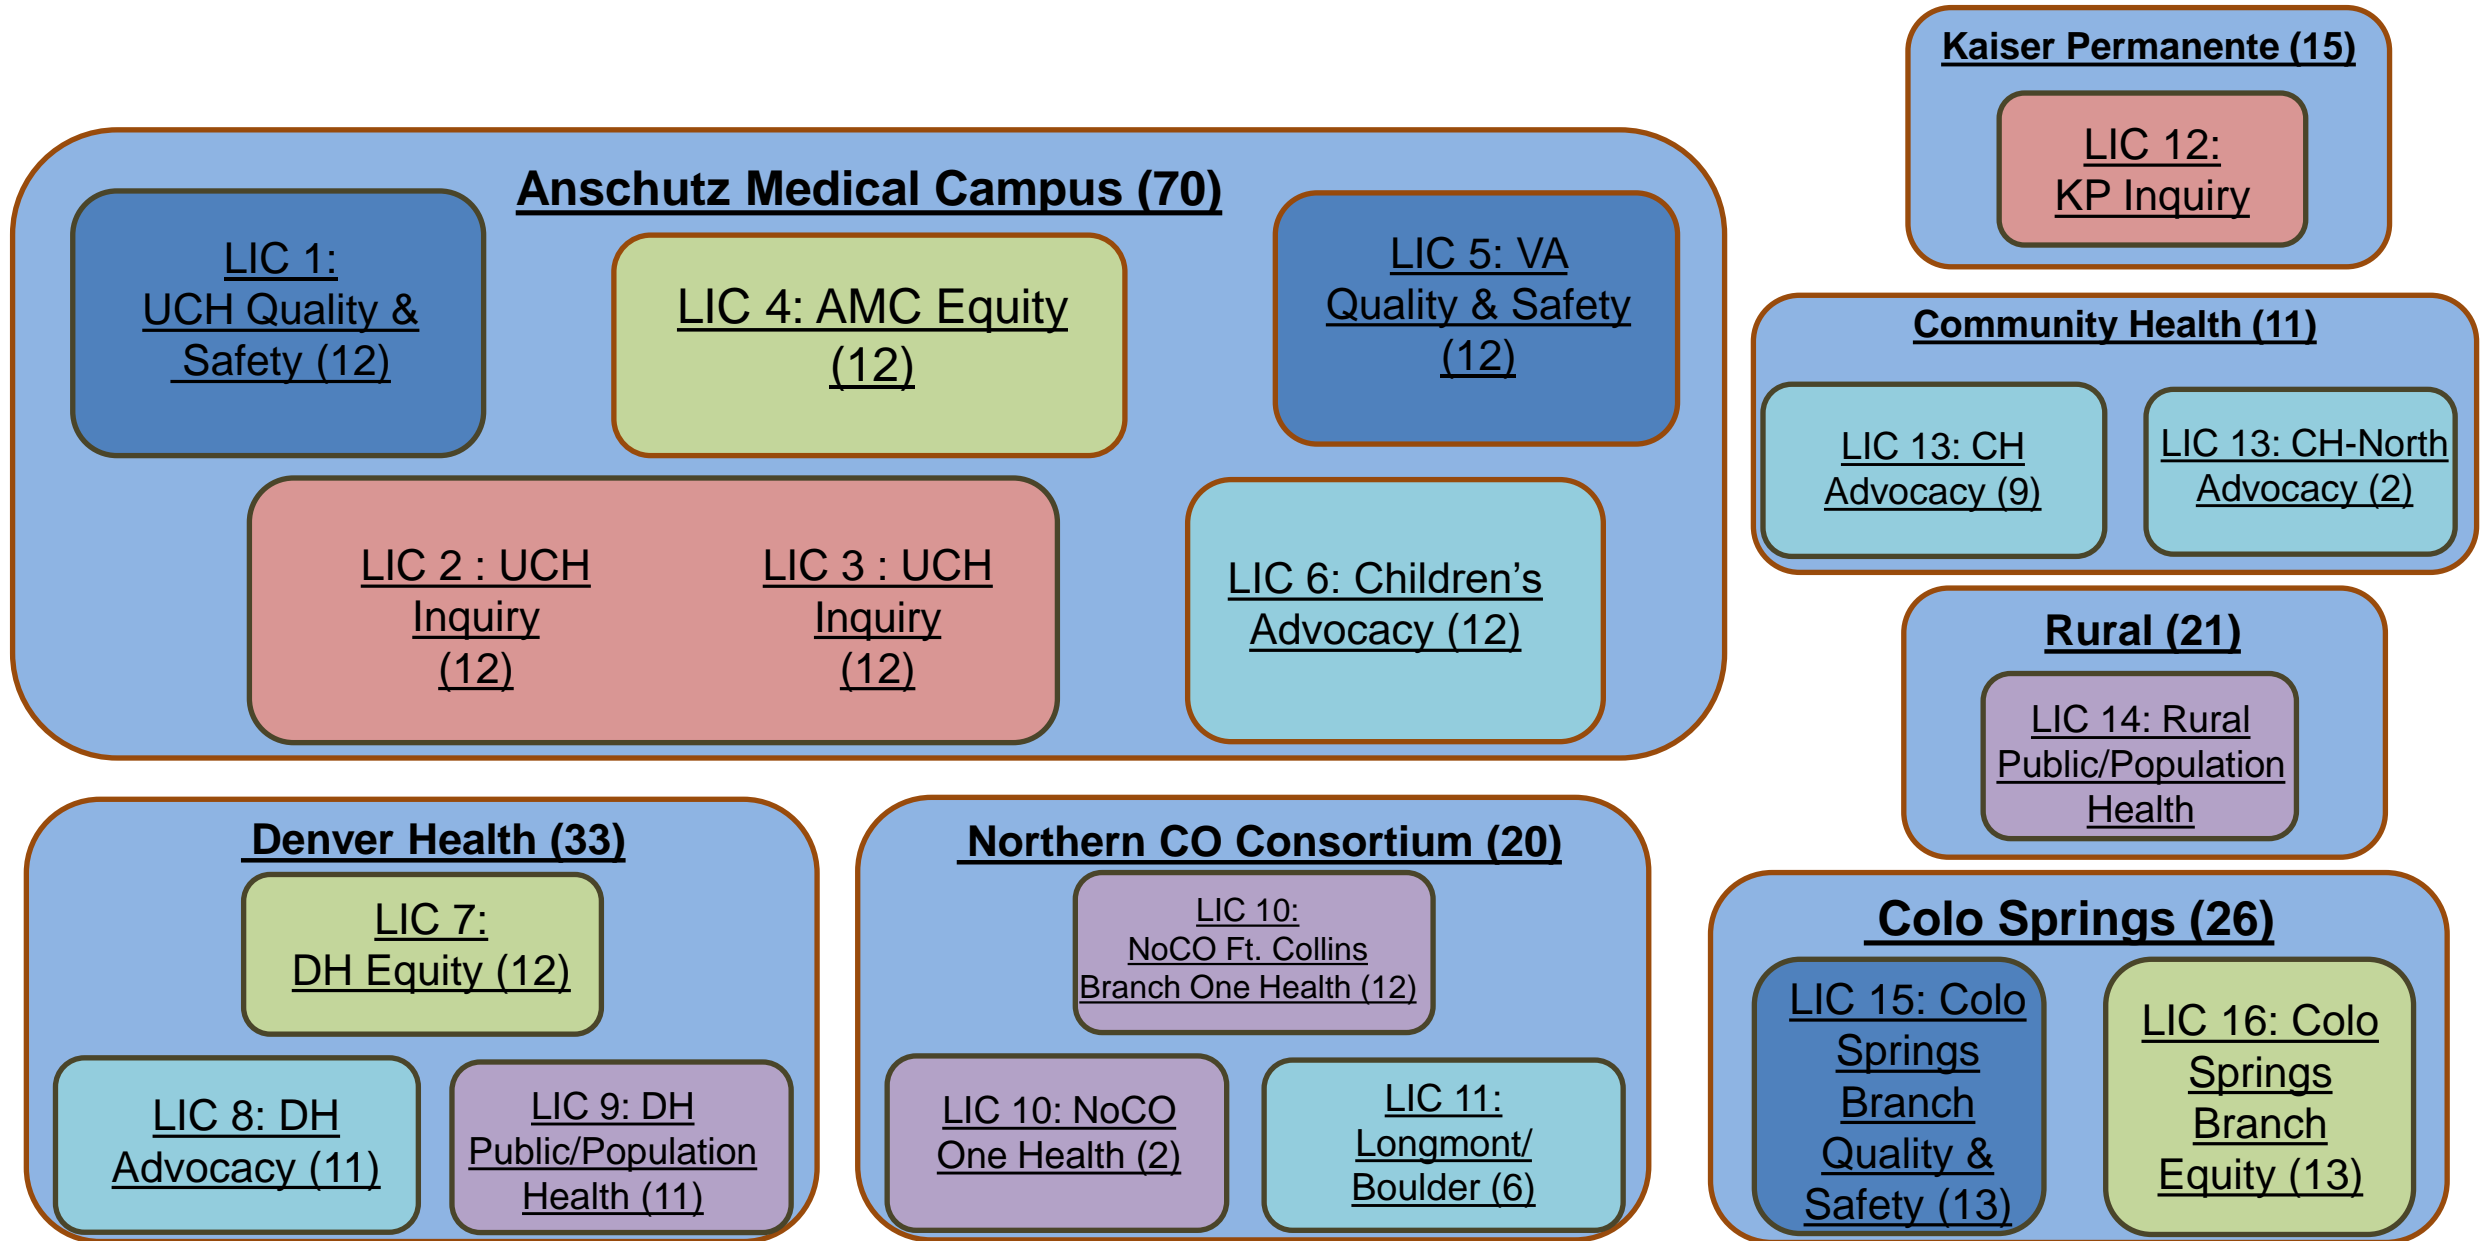 Anschutz Medical Campus (70)
LIC 1:
UCH Quality &
Safety (12)
LIC 4: AMC Equity
(12)
LIC 5: VA
Quality & Safety
(12)
LIC 2 : UCH
Inquiry
(12)
LIC 3 : UCH
Inquiry
(12)
LIC 6: Children’s
Advocacy (12)
Kaiser Permanente (15)
LIC 12:
KP Inquiry
Community Health (11)
LIC 13: CH
Advocacy (9)
LIC 13: CH-North
Advocacy (2)
Rural (21)
LIC 14: Rural
Public/Population
Health
Denver Health (33)
LIC 7:
DH Equity (12)
LIC 8: DH
Advocacy (11)
LIC 9: DH
Public/Population
Health (11)
Northern CO Consortium (20)
LIC 10:
NoCO Ft. Collins
Branch One Health (12)
LIC 10: NoCO
One Health (2)
LIC 11:
Longmont/
Boulder (6)
Colo Springs (26)
LIC 15: Colo
Springs
Branch
Quality &
Safety (13)
LIC 16: Colo
Springs
Branch
Equity (13)